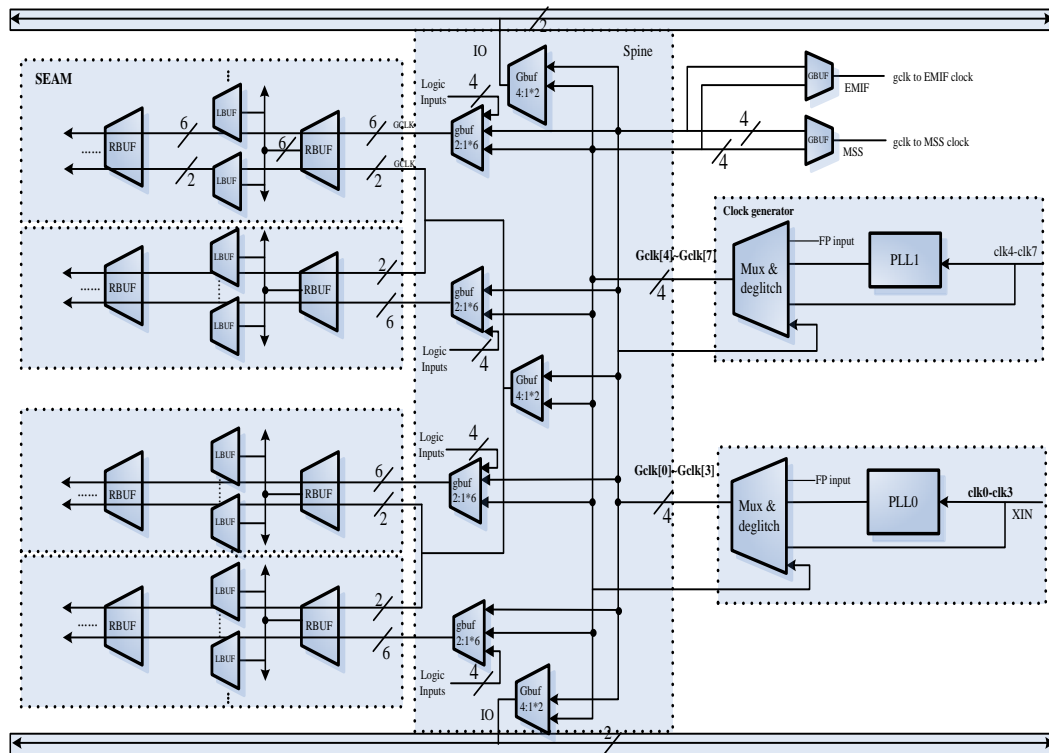 2
IO
Spine
Gbuf
4:1*2
GBUF
gclk to EMIF clock
EMIF
SEAM
Logic
Inputs
4
......
RBUF
6
LBUF
6
RBUF
6
GCLK
gbuf
2:1*6
4
4
GBUF
gclk to MSS clock
MSS
2
LBUF
2
GCLK
Clock generator
Gclk[4]~Gclk[7]
4
Mux &
deglitch
FP input
PLL1
clk4-clk7
......
RBUF
LBUF
LBUF
RBUF
2
6
gbuf
2:1*6
Logic
Inputs
4
Gbuf
4:1*2
Logic
Inputs
4
......
RBUF
LBUF
LBUF
RBUF
6
2
gbuf
2:1*6
Gclk[0]~Gclk[3]
4
Mux &
deglitch
FP input
PLL0
clk0-clk3
XIN
......
RBUF
LBUF
LBUF
RBUF
2
6
gbuf
2:1*6
Logic
Inputs
4
Gbuf
4:1*2
IO
2